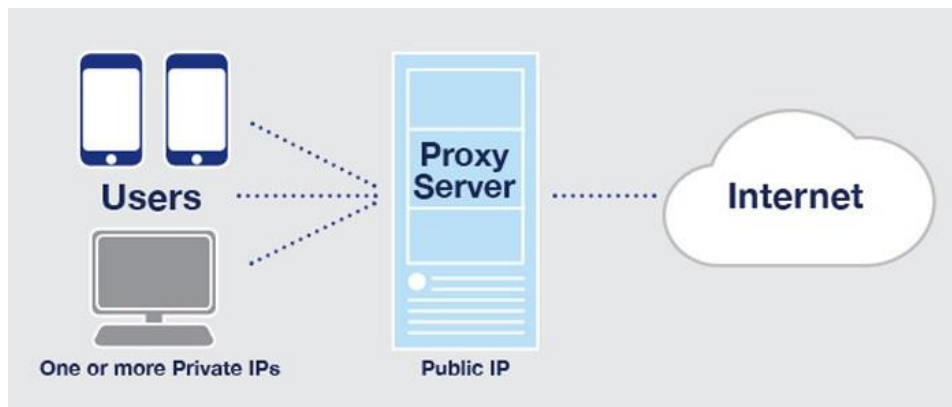 Users
One or more Private IPs
Proxy
Server
Public IP
Internet